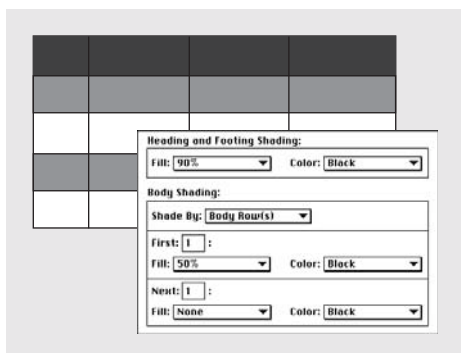 Heading and Footing Shading:
Fill: 90% Color: Black
Body Shading:
Shade By: Body Row(s)
First: 1 :
Fill: 50% Color: Black
Next: 1 :
Fill: None Color: Black